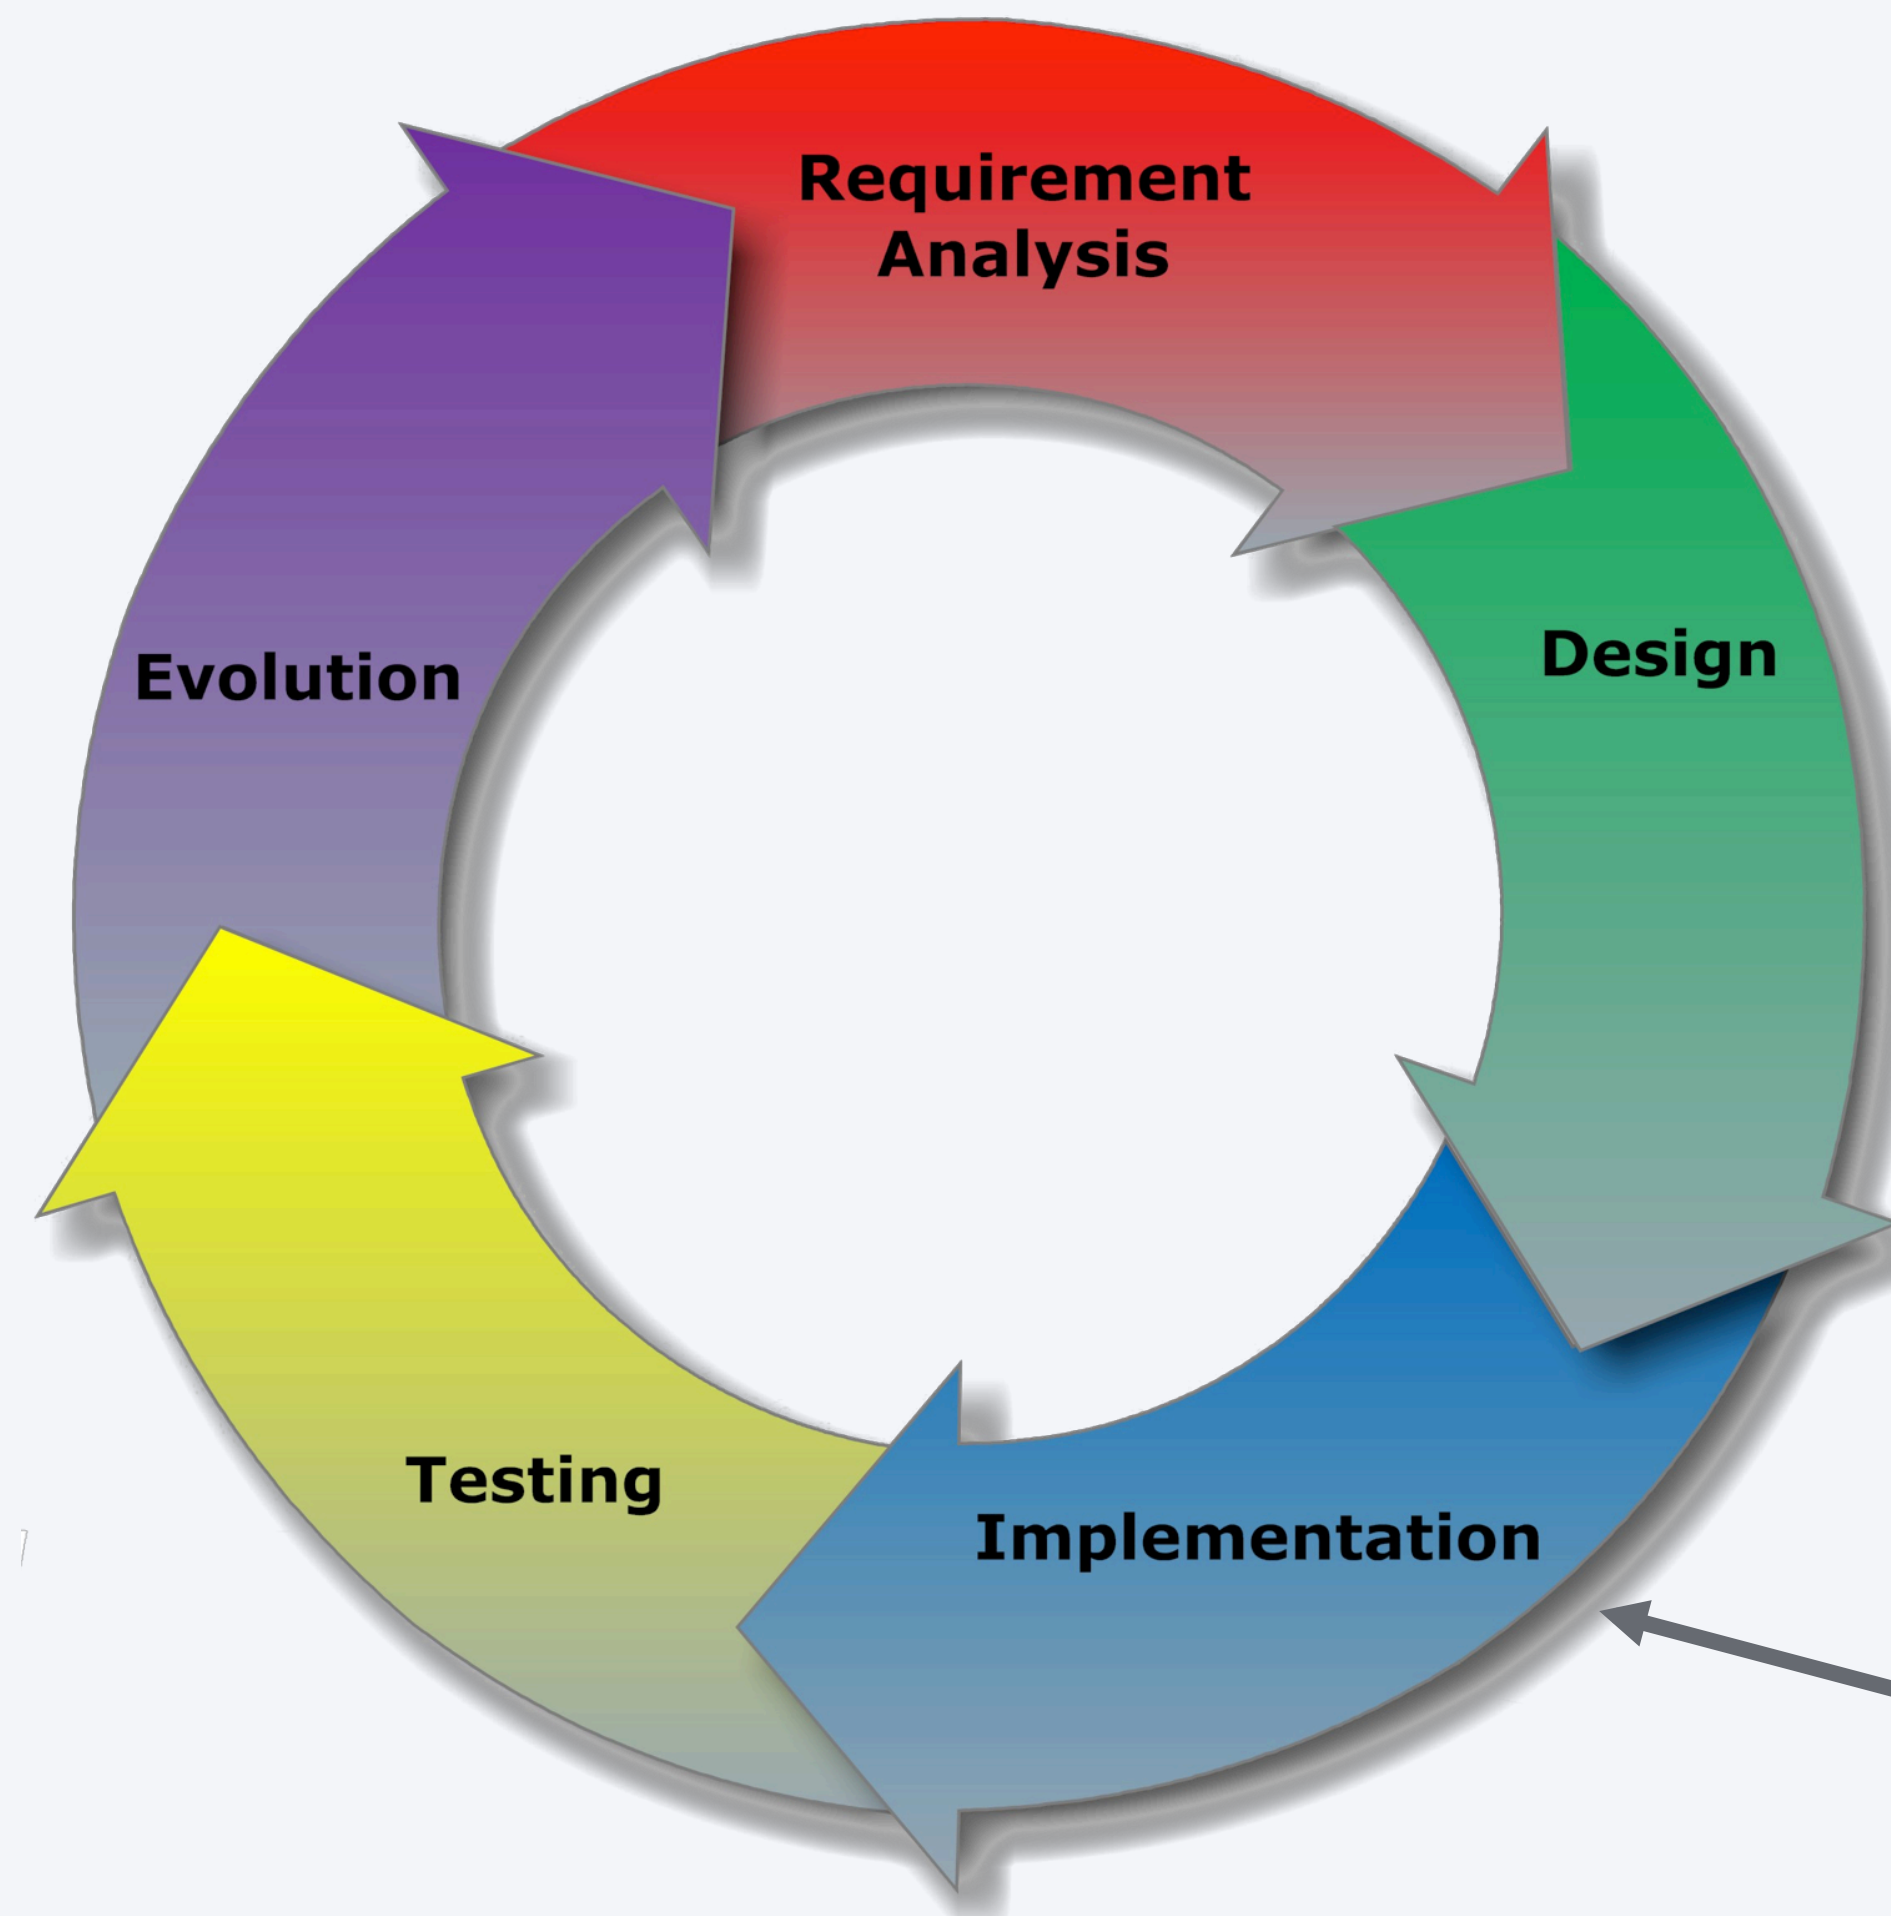 Requirement
Analysis
Design
Evolution
Testing
Implementation